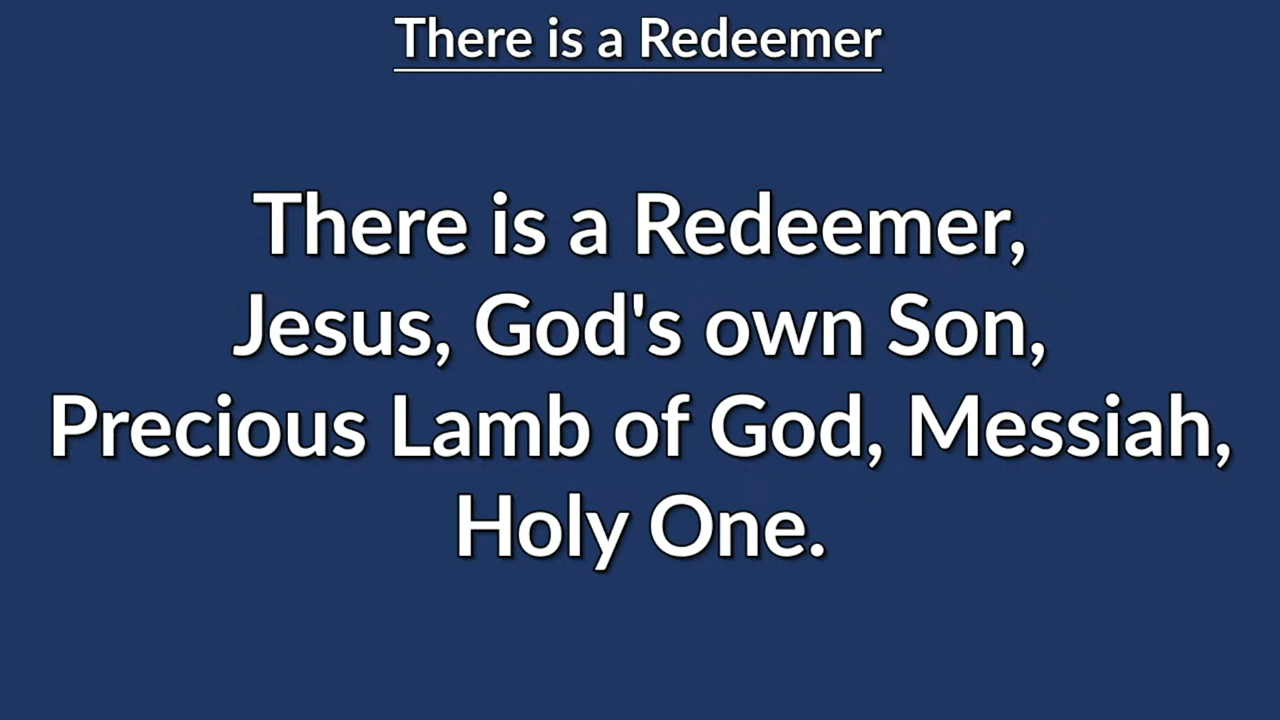 There is a Redeemer
There is a Redeemer,
Jesus, God's own Son,
Precious Lamb of God, Messiah,
Holy One.